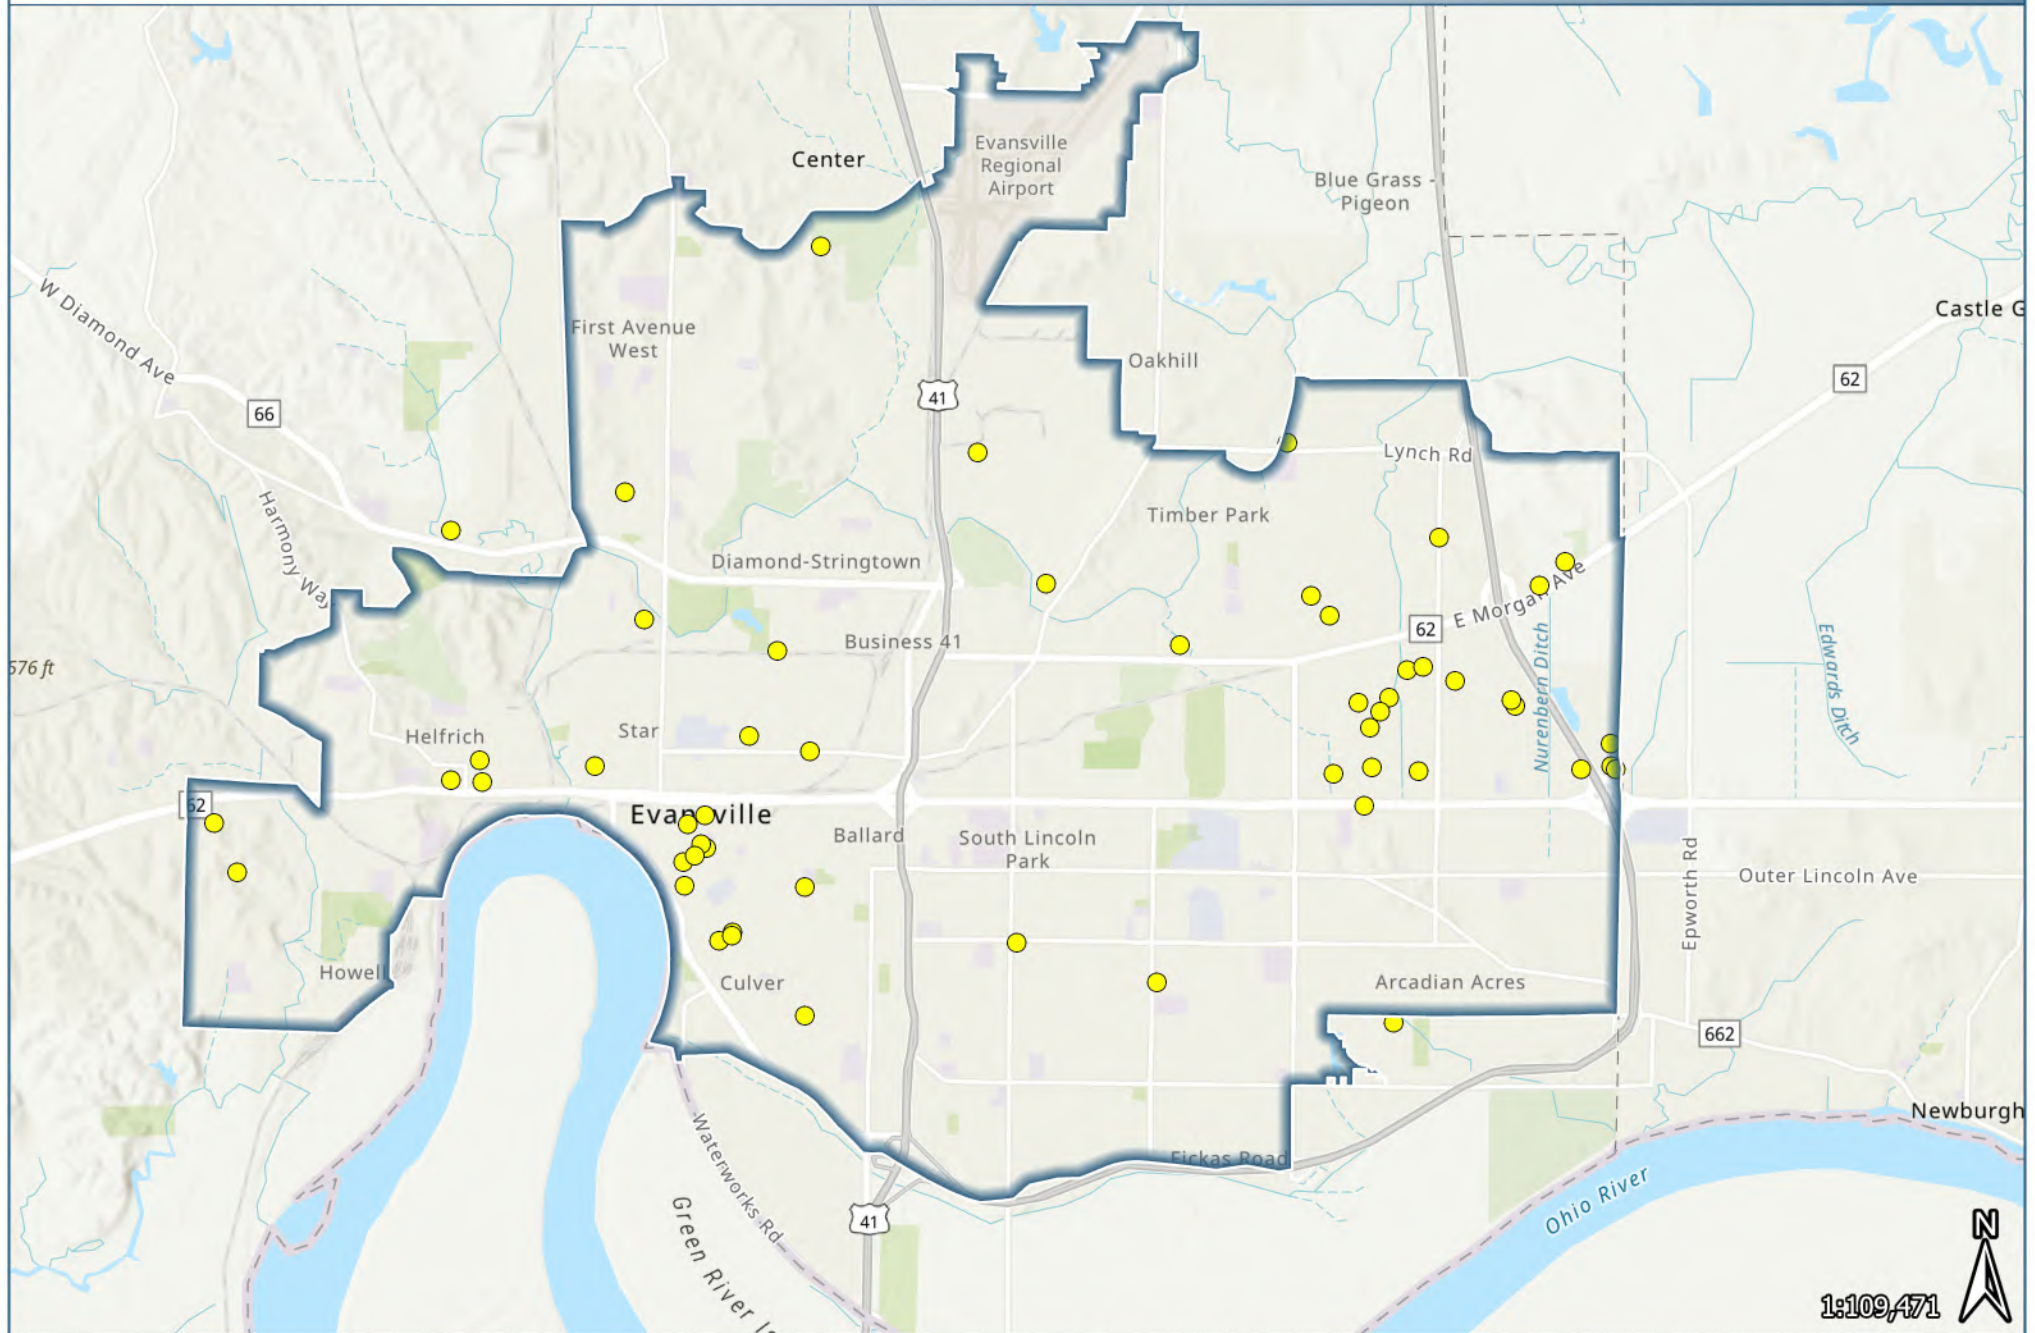 Center
Evansville
Regional
Airport
Blue Grass -
Pigeon
W Diamond Ave
Castle G
First Avenue
West
Oakhill
62
41
66
Lynch Rd
Harmony Way
Timber Park
Diamond-Stringtown
E Morgan Ave
62
Business 41
576 ft
Nurenbern Ditch
Edwards Ditch
Star
Helfrich
62
Evansville
Ballard
South Lincoln
Park
Epworth Rd
Outer Lincoln Ave
Howell
Culver
Arcadian Acres
662
Newburgh
Waterworks Rd
Fickas Road
Green River
Ohio River
41
N
1:109,471